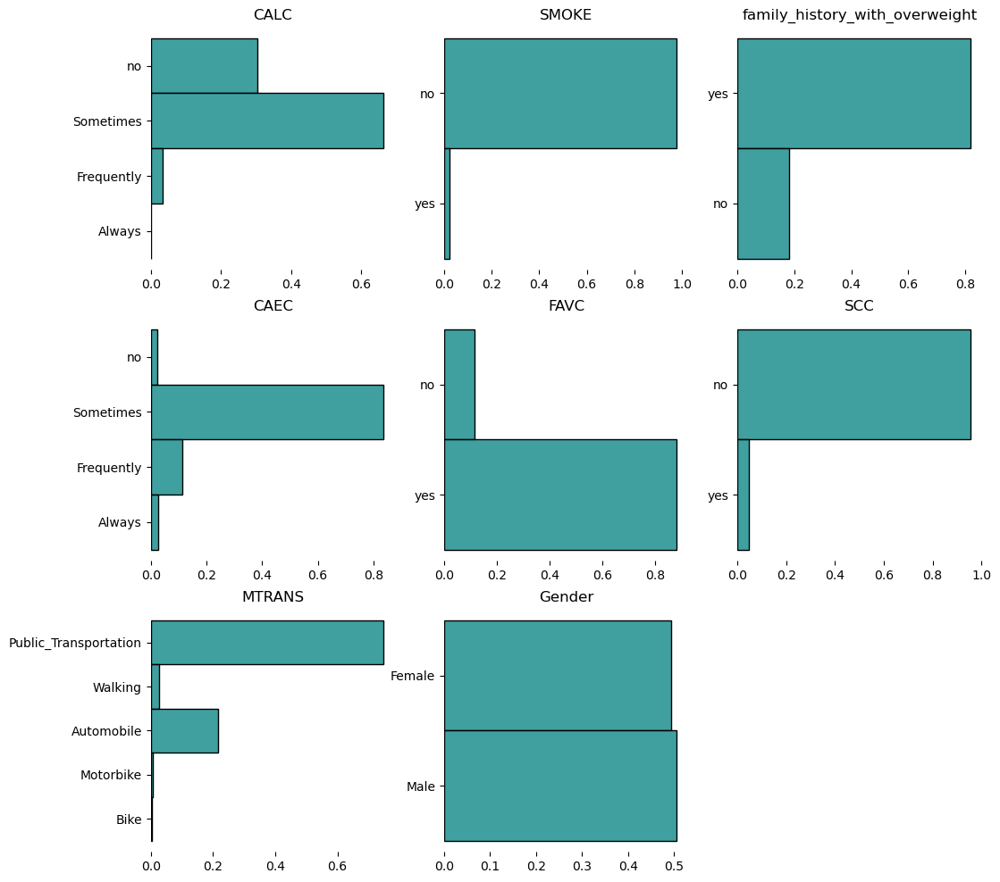 CALC
no
Sometimes
Frequently
Always
0.0 0.2 0.4 0.6
SMOKE
no
yes
0.0 0.2 0.4 0.6 0.8 1.0
family_history_with_overweight
yes
no
0.0 0.2 0.4 0.6 0.8
CAEC
no
Sometimes
Frequently
Always
0.0 0.2 0.4 0.6 0.8
FAVC
no
yes
0.0 0.2 0.4 0.6 0.8
SCC
no
yes
0.0 0.2 0.4 0.6 0.8 1.0
MTRANS
Public_Transportation
Walking
Automobile
Motorbike
Bike
0.0 0.2 0.4 0.6
Gender
Female
Male
0.0 0.1 0.2 0.3 0.4 0.5